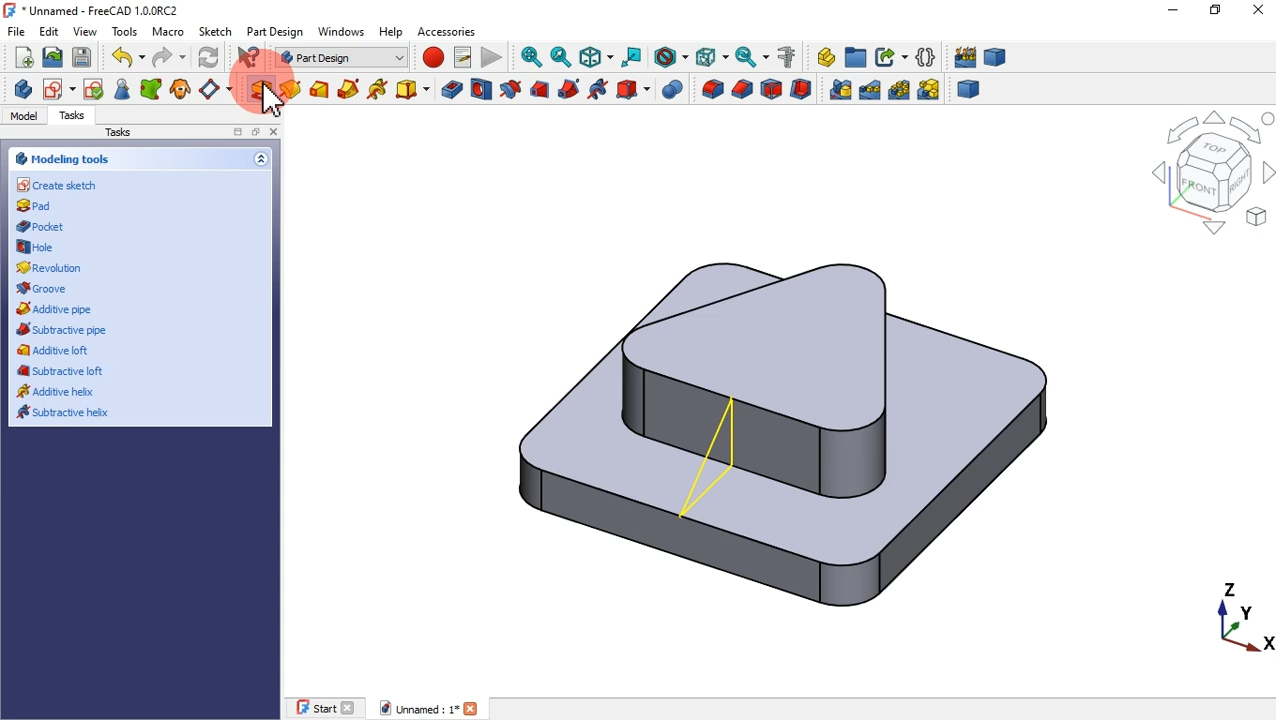 * Unnamed - FreeCAD 1.0.0RC2
File Edit View Tools Macro Sketch Part Design Windows Help Accessories
Part Design
Model Tasks
Tasks
Modeling tools
Create sketch
Pad
Pocket
Hole
Revolution
Groove
Additive pipe
Subtractive pipe
Additive loft
Subtractive loft
Additive helix
Subtractive helix
TOP
FRONT
RIGHT
Z
Y
X
Start
Unnamed : 1*